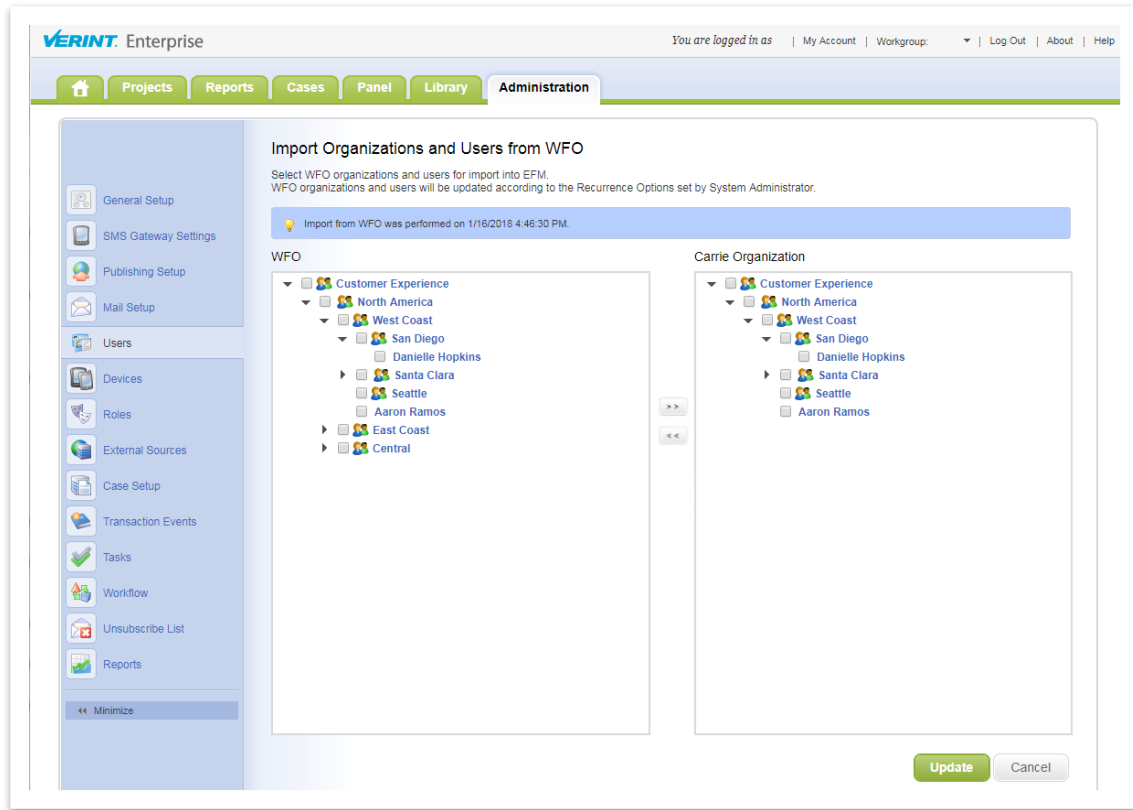 VERINT. Enterprise
You are logged in as | My Account | Workgroup: | Log Out | About | Help
Projects Reports Cases Panel Library Administration
Import Organizations and Users from WFO
Select WFO organizations and users for import into EFM.
WFO organizations and users will be updated according to the Recurrence Options set by System Administrator.
Import from WFO was performed on 1/16/2018 4:46:30 PM.
General Setup
SMS Gateway Settings
Publishing Setup
Mail Setup
Users
Devices
Roles
External Sources
Case Setup
Transaction Events
Tasks
Workflow
Unsubscribe List
Reports
Minimize
WFO
Customer Experience
North America
West Coast
San Diego
Danielle Hopkins
Santa Clara
Seattle
Aaron Ramos
East Coast
Central
>>
<<
Carrie Organization
Customer Experience
North America
West Coast
San Diego
Danielle Hopkins
Santa Clara
Seattle
Aaron Ramos
Update Cancel